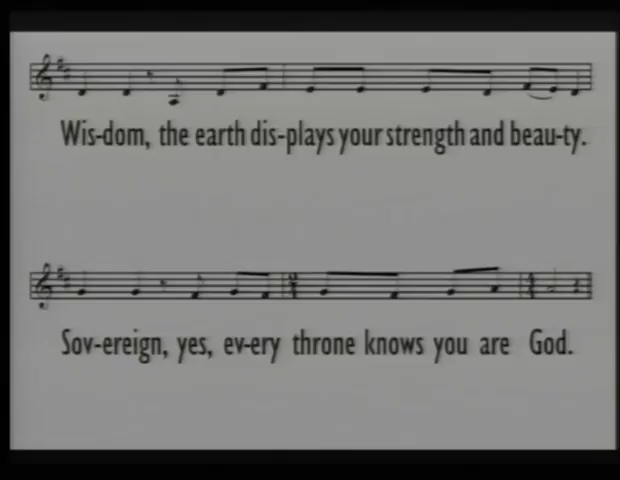 Wis-dom, the earth dis-plays your strength and beau-ty.
Sov-ereign, yes, ev-ery throne knows you are God.